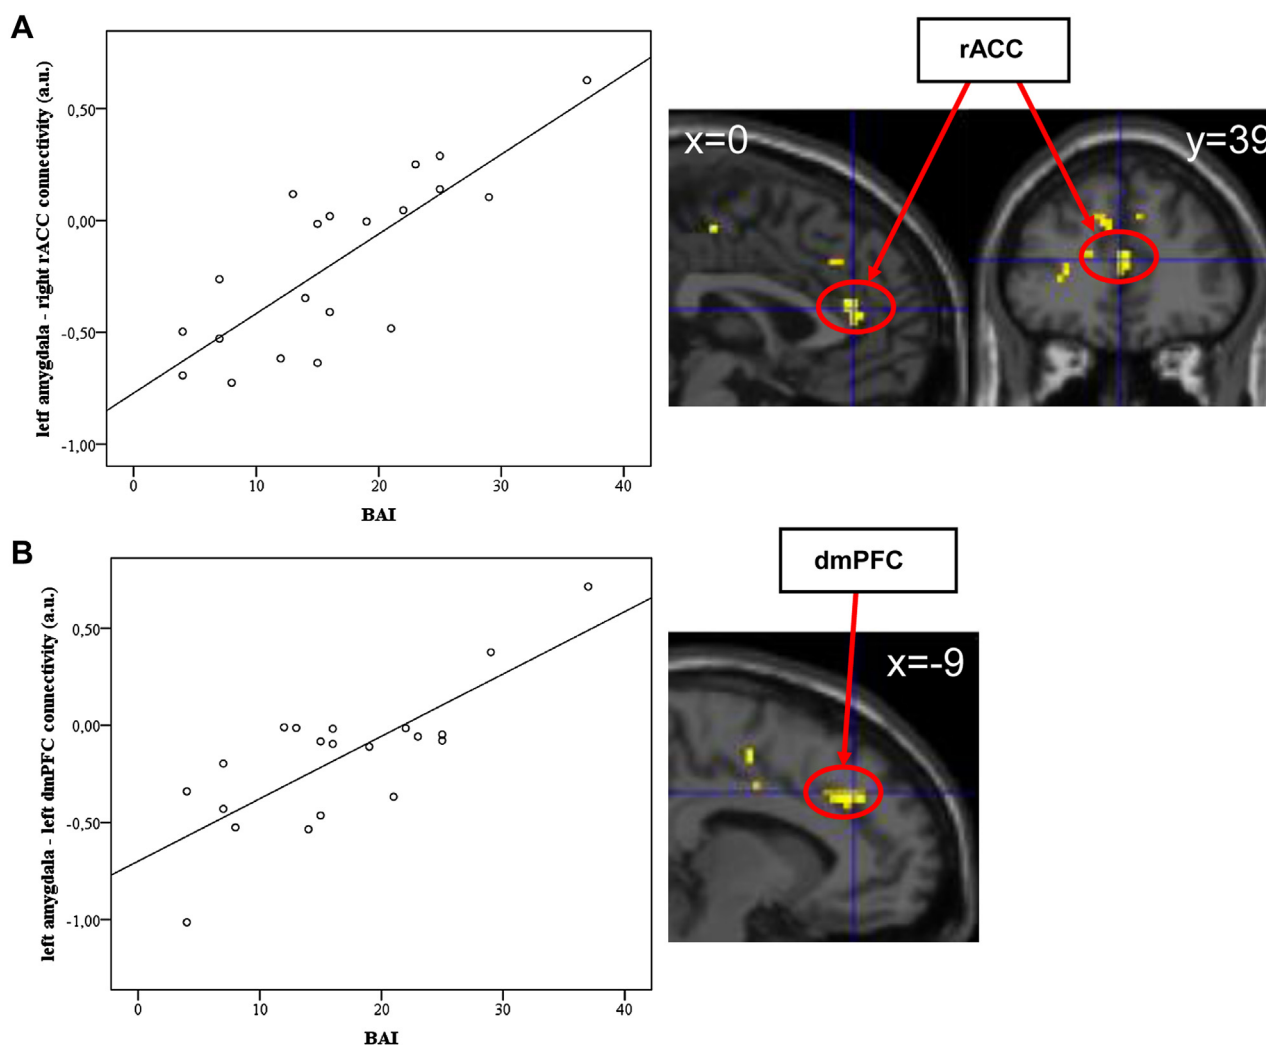 A
rACC
letf amygdala - right rACC connectivity (a.u.)
0,50
0,00
-0,50
-1,00
0 10 20 30 40
BAI
x=0
y=39
B
dmPFC
left amygdala - left dmPFC connectivity (a.u.)
0,50
0,00
-0,50
-1,00
0 10 20 30 40
BAI
x=-9